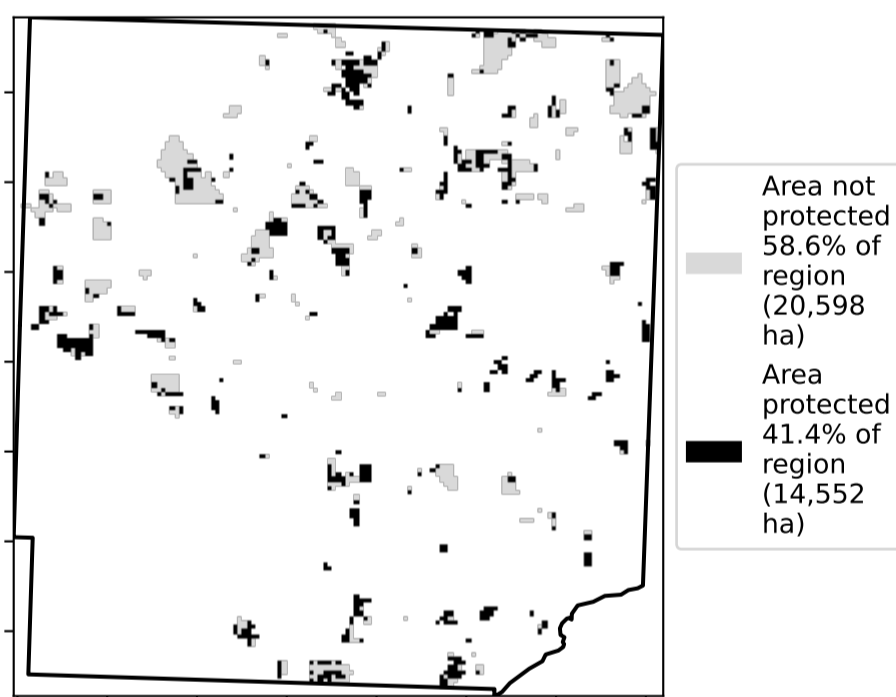 Area not
protected
58.6% of
region
(20,598
ha)
Area
protected
41.4% of
region
(14,552
ha)